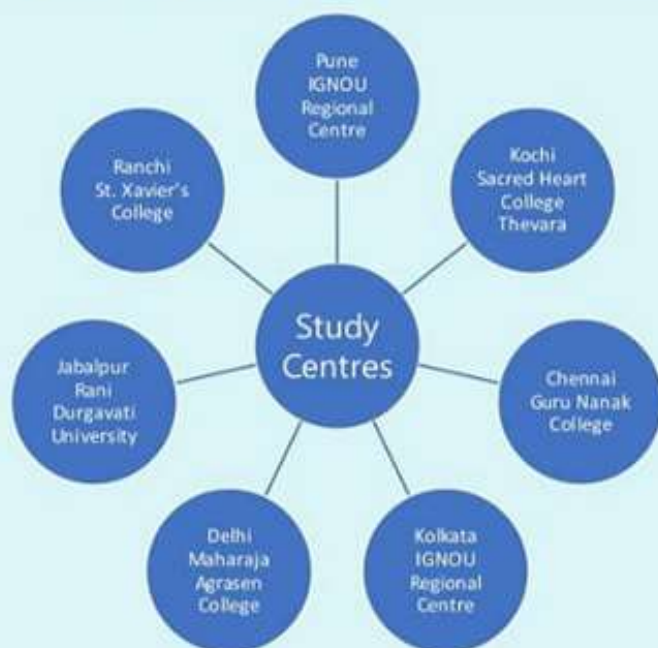 Pune
IGNOU
Regional
Centre
Kochi
Sacred Heart
College
Thevara
Chennai
Guru Nanak
College
Kolkata
IGNOU
Regional
Centre
Delhi
Maharaja
Agrasen
College
Jabalpur
Rani
Durgavati
University
Ranchi
St. Xavier's
College
Study
Centres